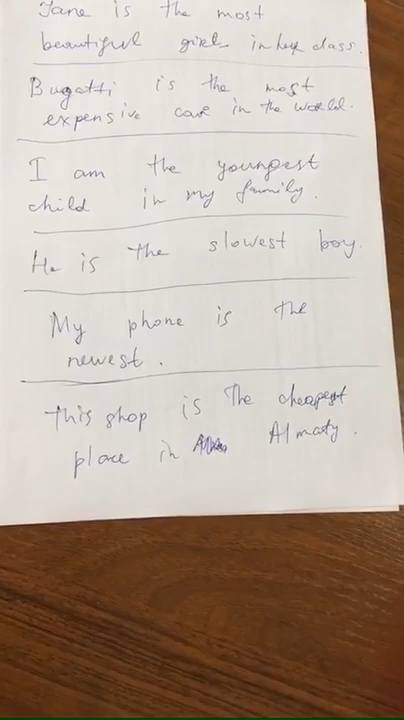 Jane is the most
beautiful girl in her class.
Bugatti is the most
expensive car in the world.
I am the youngest
child in my family.
He is the slowest boy.
My phone is the
newest.
This shop is the cheapest
place in Almaty.